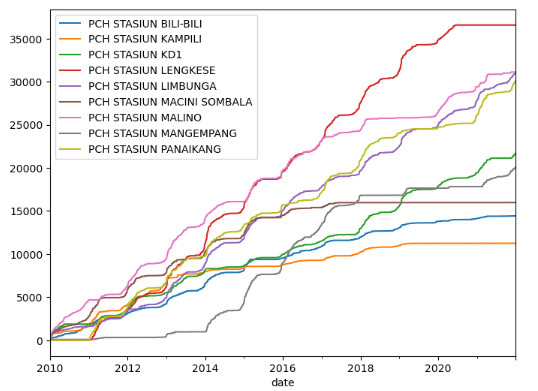 PCH STASIUN BILI-BILI
PCH STASIUN KAMPILI
PCH STASIUN KD1
PCH STASIUN LENGKESE
PCH STASIUN LIMBUNGA
PCH STASIUN MACINI SOMBALA
PCH STASIUN MALINO
PCH STASIUN MANGEMPANG
PCH STASIUN PANAIKANG
35000
30000
25000
20000
15000
10000
5000
0
2010 2012 2014 2016 2018 2020
date